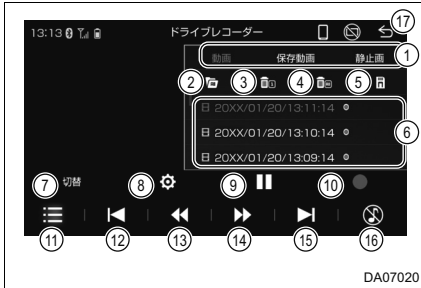 13:13 ドライブレコーダー 17
動画 保存動画 静止画 1
2 3 4 5
20XX/01/20/13:11:14
20XX/01/20/13:10:14 6
20XX/01/20/13:09:14
7 切替 8 9 10
11 12 13 14 15 16
DA07020